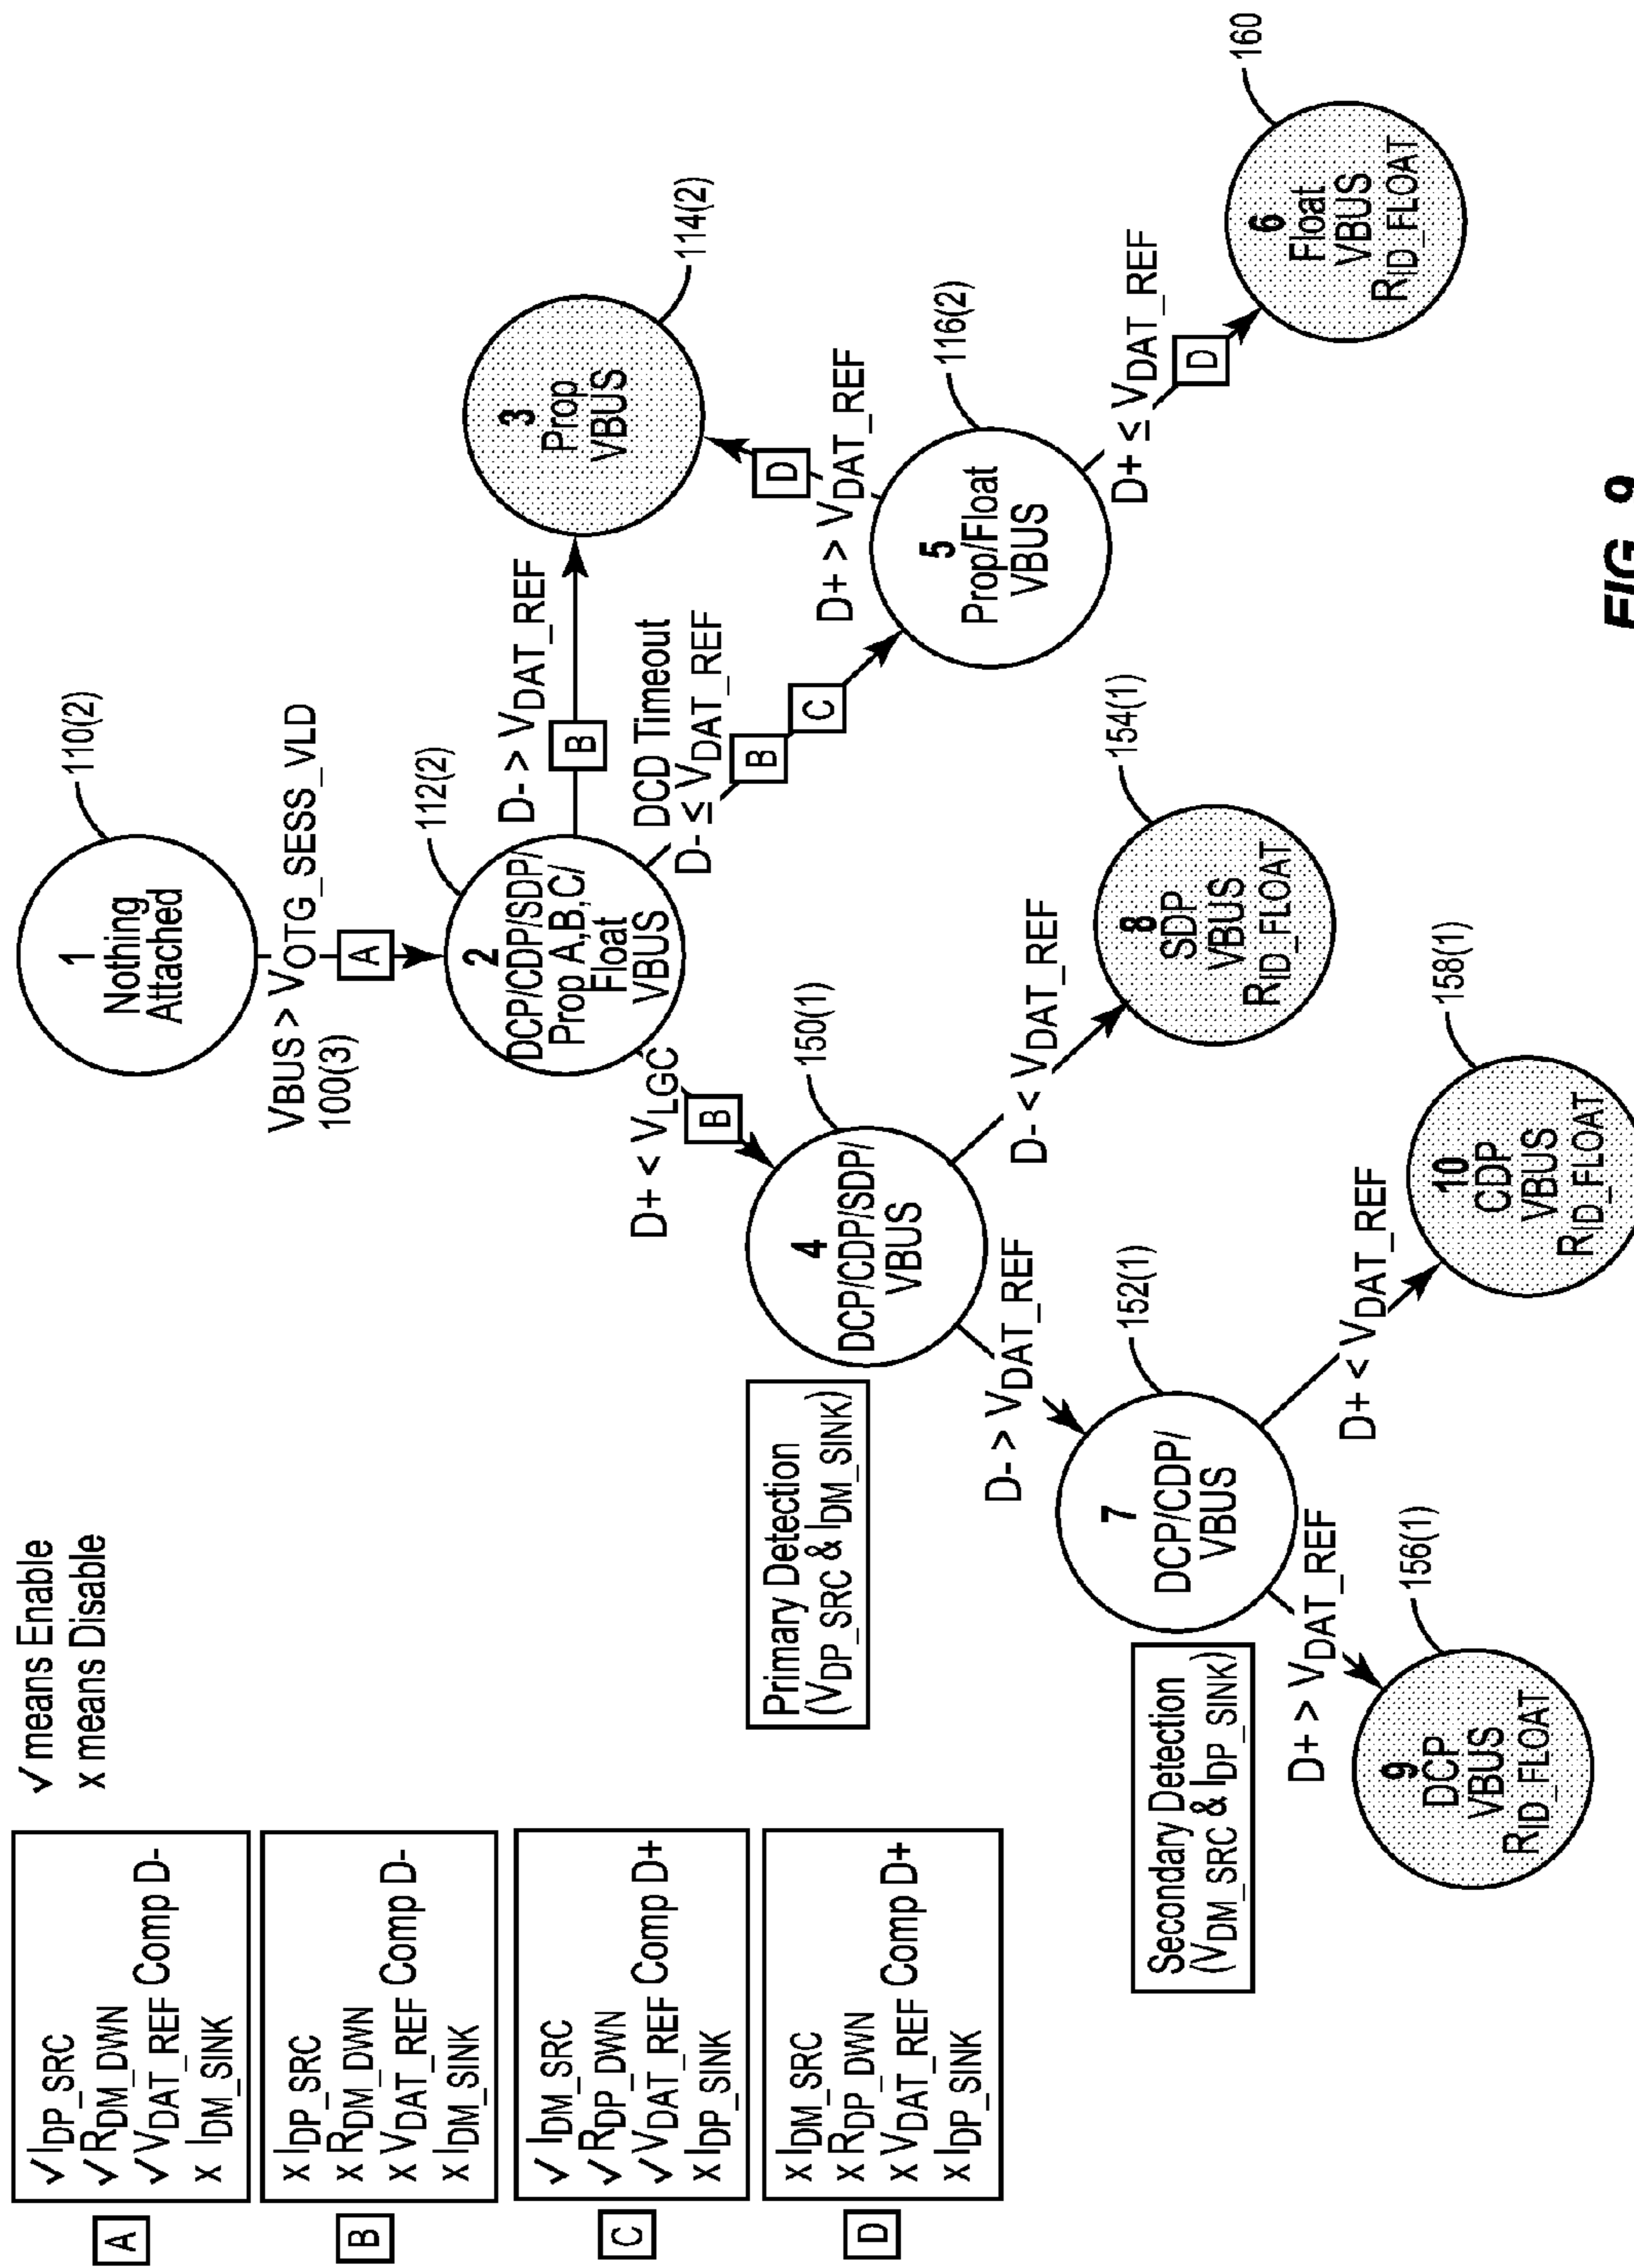 A
✓ IDP_SRC
✓ RDM_DWN
✓ VDAT_REF Comp D-
x IDM_SINK
B
x IDP_SRC
x RDM_DWN
x VDAT_REF Comp D-
x IDM_SINK
C
✓ IDM_SRC
✓ RDP_DWN
✓ VDAT_REF Comp D+
x IDP_SINK
D
x IDM_SRC
x RDP_DWN
x VDAT_REF Comp D+
x IDP_SINK
✓ means Enable
x means Disable
1
Nothing
Attached
110(2)
VBUS > VOTG_SESS_VLD
100(3)
A
2
DCP/CDP/SDP/
Prop A,B,C/
Float
VBUS
112(2)
D- > VDAT_REF
B
3
Prop
VBUS
114(2)
DCD Timeout
D- ≤ VDAT_REF
B
C
D+ > VDAT_REF
D
5
Prop/Float
VBUS
116(2)
D+ ≤ VDAT_REF
D
6
Float
VBUS
RID_FLOAT
160
D+ < VLGC
B
Primary Detection
(VDP_SRC & IDM_SINK)
4
DCP/CDP/SDP/
VBUS
150(1)
D- < VDAT_REF
8
SDP
VBUS
RID_FLOAT
154(1)
D- > VDAT_REF
Secondary Detection
(VDM_SRC & IDP_SINK)
7
DCP/CDP/
VBUS
152(1)
D+ > VDAT_REF
9
DCP
VBUS
RID_FLOAT
156(1)
D+ < VDAT_REF
10
CDP
VBUS
RID_FLOAT
158(1)
FIG. 9